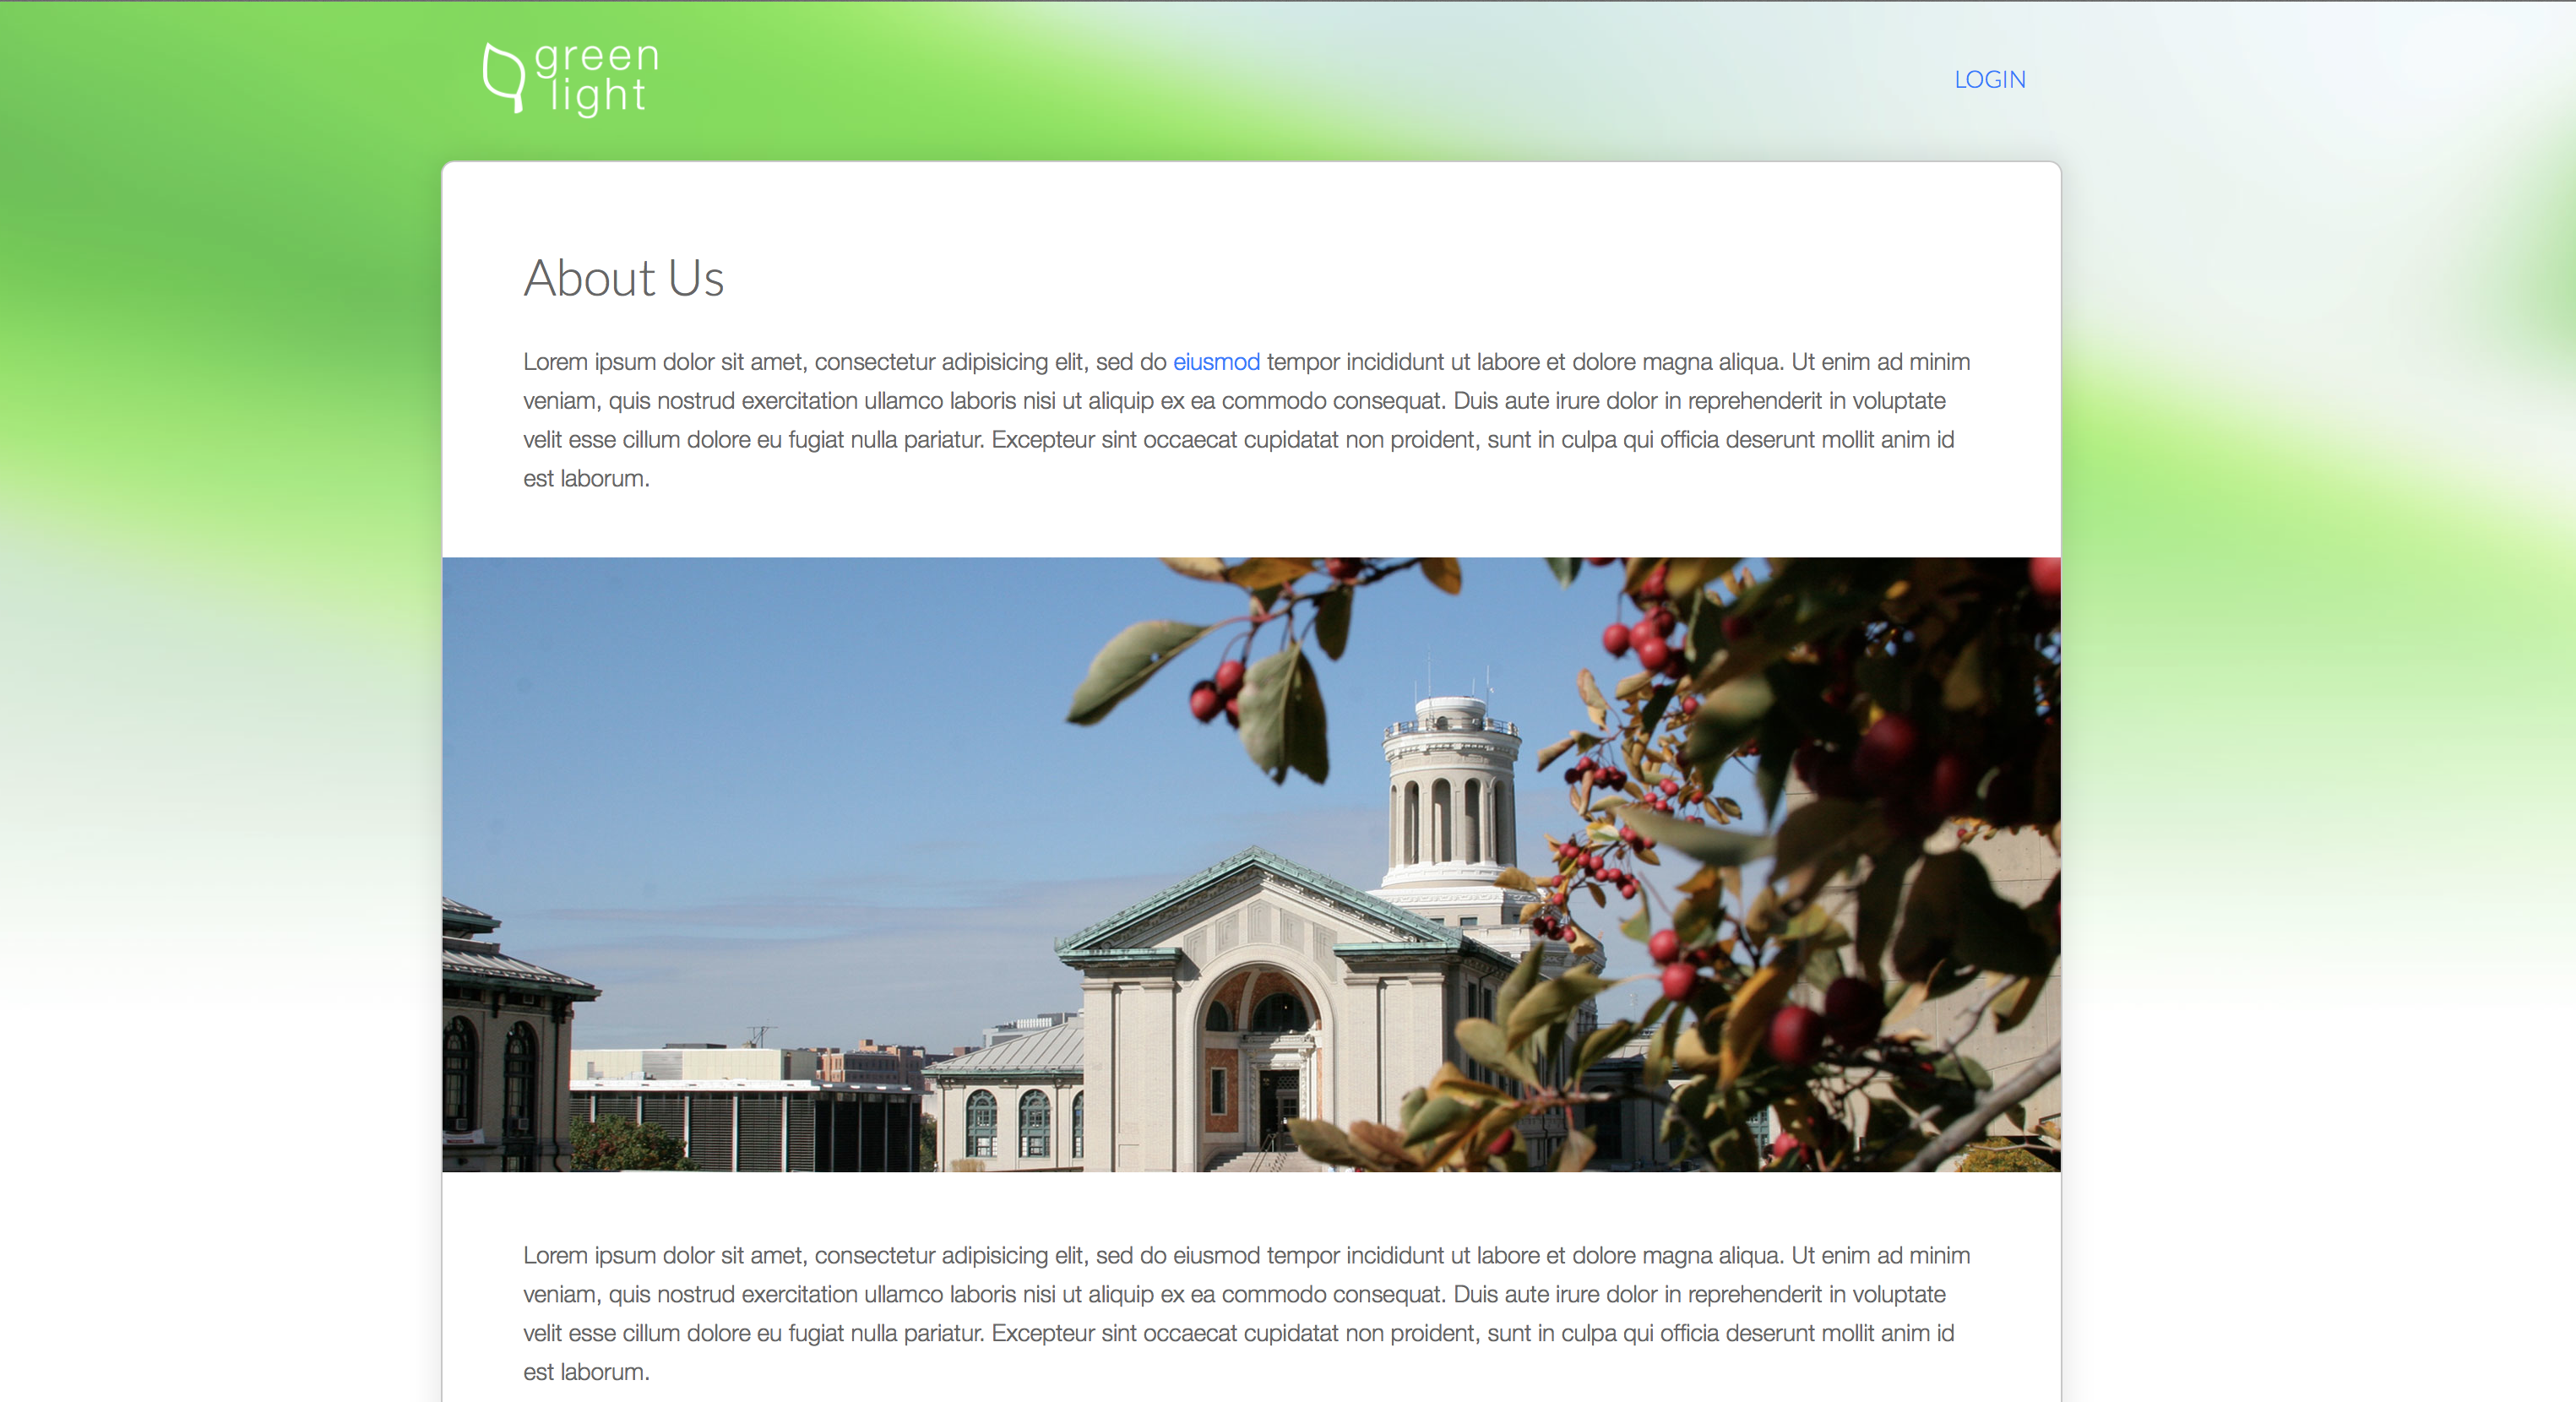 green
light
LOGIN
About Us
Lorem ipsum dolor sit amet, consectetur adipisicing elit, sed do eiusmod tempor incididunt ut labore et dolore magna aliqua. Ut enim ad minim
veniam, quis nostrud exercitation ullamco laboris nisi ut aliquip ex ea commodo consequat. Duis aute irure dolor in reprehenderit in voluptate
velit esse cillum dolore eu fugiat nulla pariatur. Excepteur sint occaecat cupidatat non proident, sunt in culpa qui officia deserunt mollit anim id
est laborum.
Lorem ipsum dolor sit amet, consectetur adipisicing elit, sed do eiusmod tempor incididunt ut labore et dolore magna aliqua. Ut enim ad minim
veniam, quis nostrud exercitation ullamco laboris nisi ut aliquip ex ea commodo consequat. Duis aute irure dolor in reprehenderit in voluptate
velit esse cillum dolore eu fugiat nulla pariatur. Excepteur sint occaecat cupidatat non proident, sunt in culpa qui officia deserunt mollit anim id
est laborum.